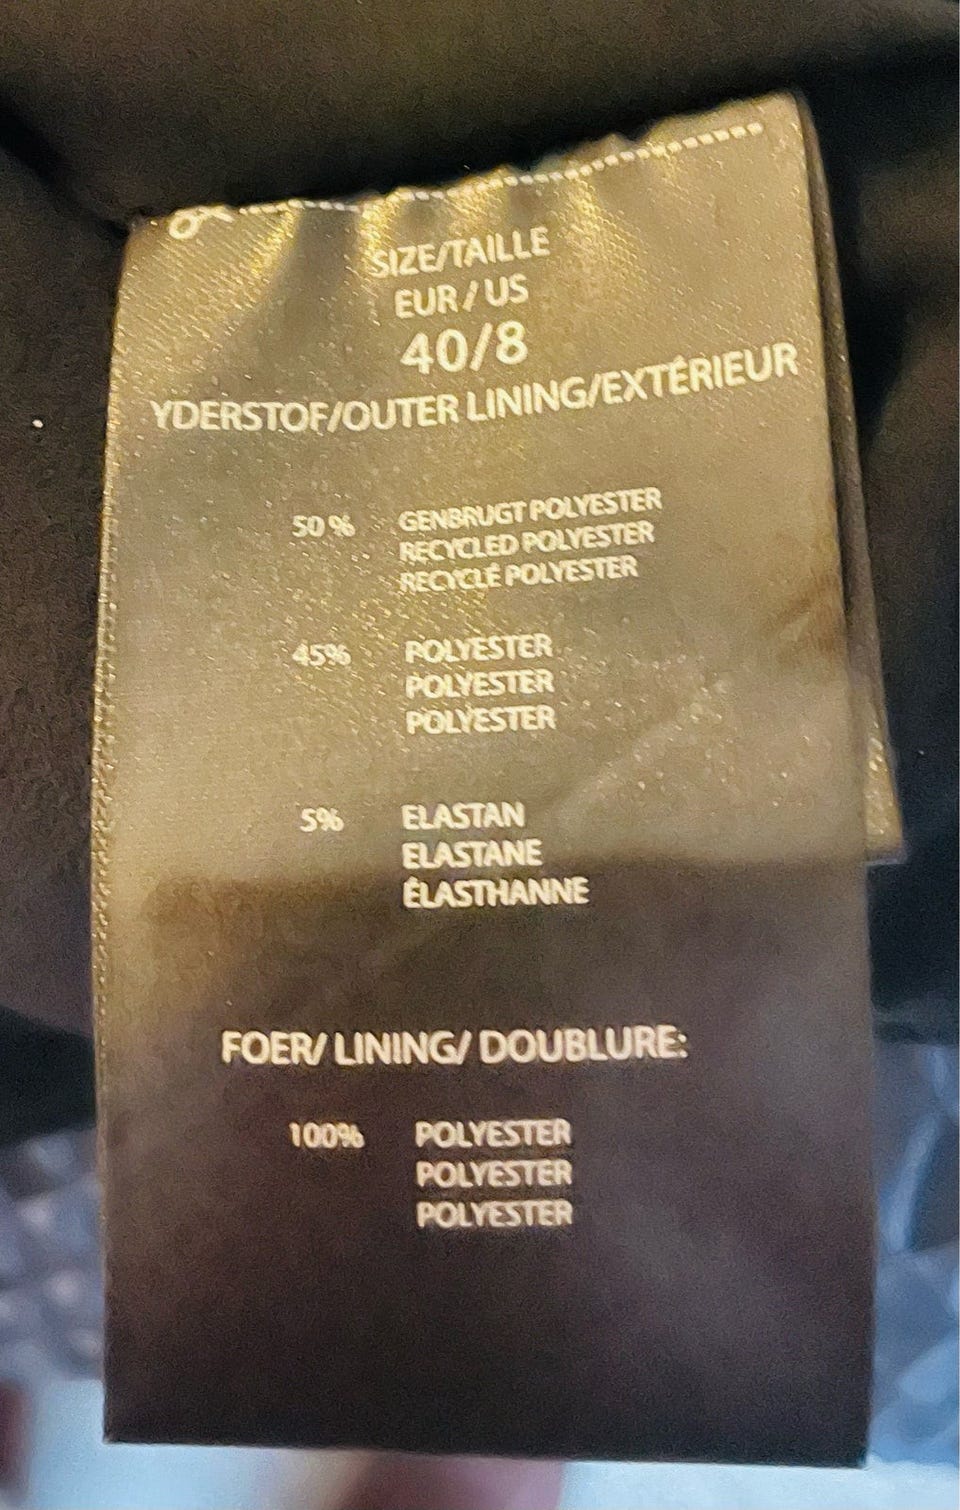 SIZE/TAILLE
EUR / US
40/8
YDERSTOF/OUTER LINING/EXTÉRIEUR
50 % GENBRUGT POLYESTER
RECYCLED POLYESTER
RECYCLÉ POLYESTER
45% POLYESTER
POLYESTER
POLYESTER
5% ELASTAN
ELASTANE
ÉLASTHANNE
FOER/ LINING/ DOUBLURE:
100% POLYESTER
POLYESTER
POLYESTER